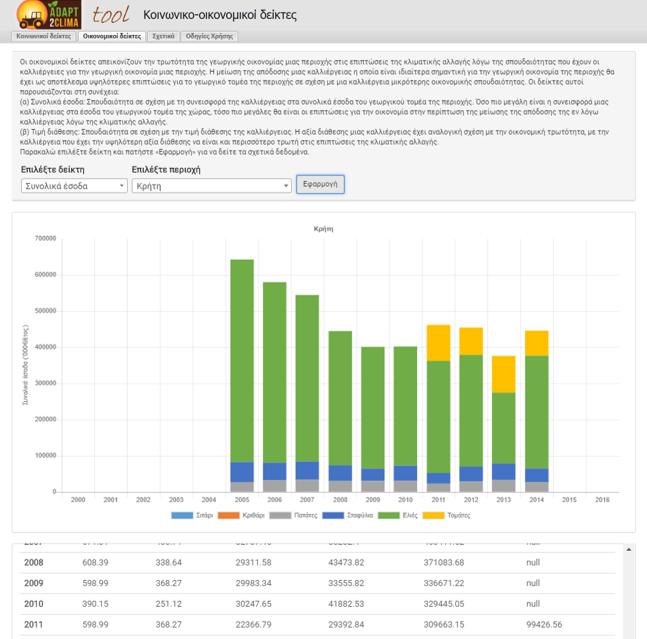 ADAPT
2CLIMA
tool
Κοινωνικο-οικονομικοί δείκτες
Κοινωνικοί δείκτες Οικονομικοί δείκτες Σχετικά Οδηγίες Χρήσης
Οι οικονομικοί δείκτες απεικονίζουν την τρωτότητα της γεωργικής οικονομίας μιας περιοχής στις επιπτώσεις της κλιματικής αλλαγής λόγω της σπουδαιότητας που έχουν οι
καλλιέργειες για την γεωργική οικονομία μιας περιοχής. Η μείωση της απόδοσης μιας καλλιέργειας η οποία είναι ιδιαίτερα σημαντική για την γεωργική οικονομία της περιοχής θα
έχει ως αποτέλεσμα υψηλότερες επιπτώσεις για το γεωργικό τομέα της περιοχής σε σχέση με μια καλλιέργεια μικρότερης οικονομικής σπουδαιότητας. Οι δείκτες αυτοί
παρουσιάζονται στη συνέχεια:
(α) Συνολικά έσοδα: Σπουδαιότητα σε σχέση με τη συνεισφορά της καλλιέργειας στα συνολικά έσοδα του γεωργικού τομέα της περιοχής. Όσο πιο μεγάλη είναι η συνεισφορά μιας
καλλιέργειας στα έσοδα του γεωργικού τομέα της χώρας, τόσο πιο μεγάλες θα είναι οι επιπτώσεις για την οικονομία στην περίπτωση της μείωσης της απόδοσης της εν λόγω
καλλιέργειας λόγω της κλιματικής αλλαγής.
(β) Τιμή διάθεσης: Σπουδαιότητα σε σχέση με την τιμή διάθεσης της καλλιέργειας. Η αξία διάθεσης μιας καλλιέργειας έχει αναλογική σχέση με την οικονομική τρωτότητα, με την
καλλιέργεια που έχει την υψηλότερη αξία διάθεσης να είναι και περισσότερο τρωτή στις επιπτώσεις της κλιματικής αλλαγής.
Παρακαλώ επιλέξτε δείκτη και πατήστε «Εφαρμογή» για να δείτε τα σχετικά δεδομένα.
Επιλέξτε δείκτη Επιλέξτε περιοχή
Συνολικά έσοδα Κρήτη Εφαρμογή
Κρήτη
700000
600000
500000
400000
300000
200000
100000
0
Συνολικά έσοδα ('000€/έτος)
2000 2001 2002 2003 2004 2005 2006 2007 2008 2009 2010 2011 2012 2013 2014 2015 2016
Σιτάρι Κριθάρι Πατάτες Σταφύλια Ελιές Τομάτες
2008 608.39 338.64 29311.58 43473.82 371083.68 null
2009 598.99 368.27 29983.34 33555.82 336671.22 null
2010 390.15 251.12 30247.65 41882.53 329445.05 null
2011 598.99 368.27 22366.79 29392.84 309663.15 99426.56